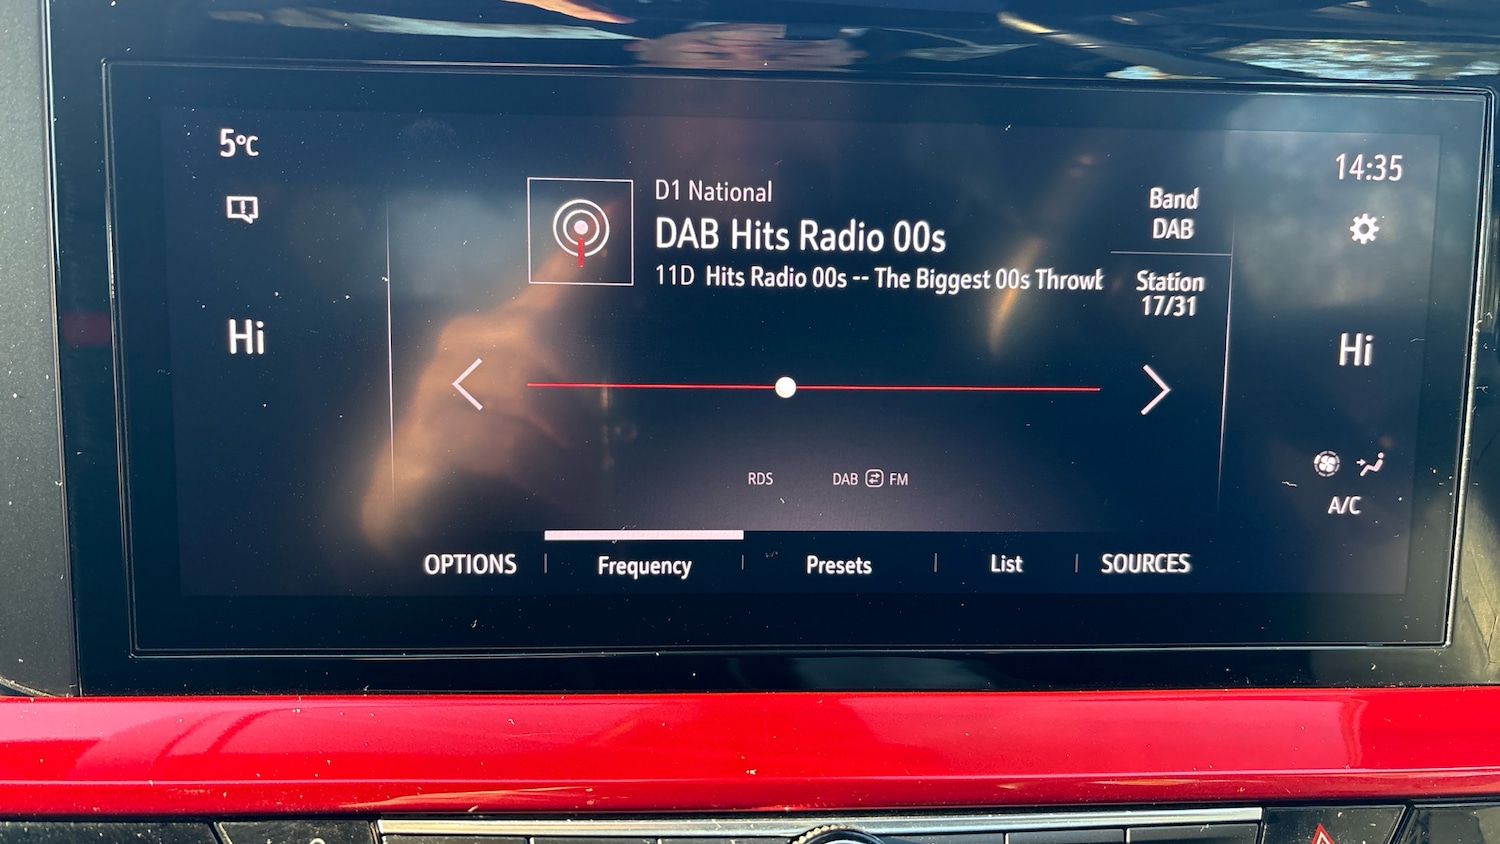 5°C
Hi
D1 National
DAB Hits Radio 00s
11D Hits Radio 00s -- The Biggest 00s Throwb
Band
DAB
Station
17/31
14:35
Hi
A/C
RDS DAB FM
OPTIONS Frequency Presets List SOURCES